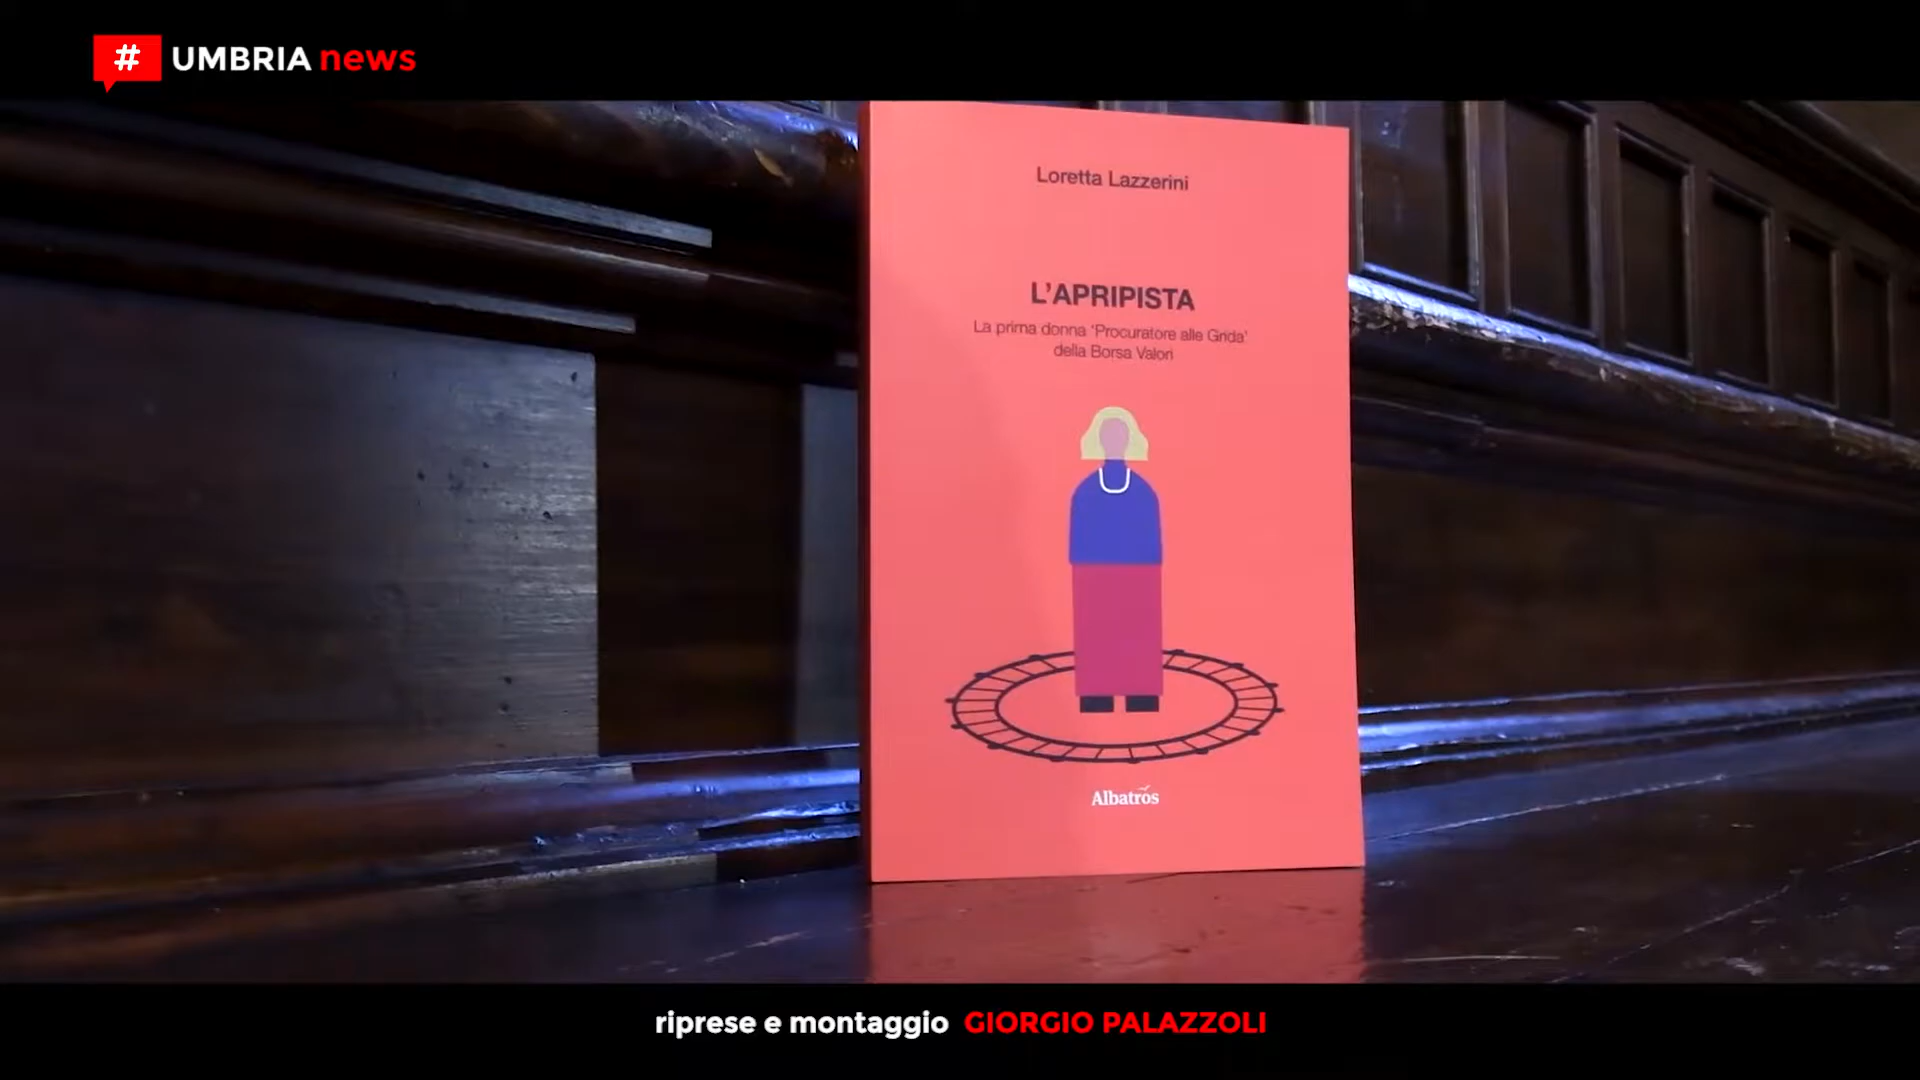 # UMBRIA news
Loretta Lazzerini
L'APRIPISTA
La prima donna 'Procuratore alle Grida'
della Borsa Valori
Albatros
riprese e montaggio GIORGIO PALAZZOLI